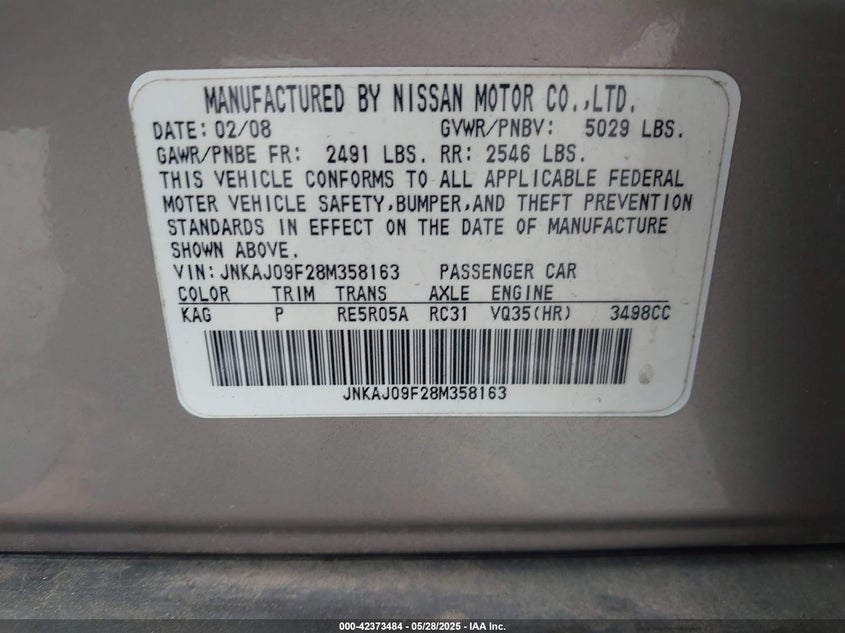 MANUFACTURED BY NISSAN MOTOR CO.,LTD.
DATE: 02/08 GVWR/PNBV: 5029 LBS.
GAWR/PNBE FR: 2491 LBS. RR: 2546 LBS.
THIS VEHICLE CONFORMS TO ALL APPLICABLE FEDERAL
MOTER VEHICLE SAFETY,BUMPER,AND THEFT PREVENTION
STANDARDS IN EFFECT ON THE DATE OF MANUFACTURE
SHOWN ABOVE.
VIN: JNKAJ09F28M358163 PASSENGER CAR
COLOR TRIM TRANS AXLE ENGINE
KAG P RE5R05A RC31 VQ35(HR) 3498CC
JNKAJ09F28M358163
000-42373484 - 05/28/2025 - IAA Inc.